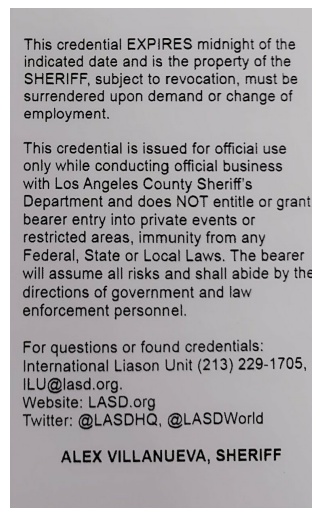 This credential EXPIRES midnight of the
indicated date and is the property of the
SHERIFF, subject to revocation, must be
surrendered upon demand or change of
employment.
This credential is issued for official use
only while conducting official business
with Los Angeles County Sheriff's
Department and does NOT entitle or grant
bearer entry into private events or
restricted areas, immunity from any
Federal, State or Local Laws. The bearer
will assume all risks and shall abide by the
directions of government and law
enforcement personnel.
For questions or found credentials:
International Liason Unit (213) 229-1705,
ILU@lasd.org.
Website: LASD.org
Twitter: @LASDHQ, @LASDWorld
ALEX VILLANUEVA, SHERIFF